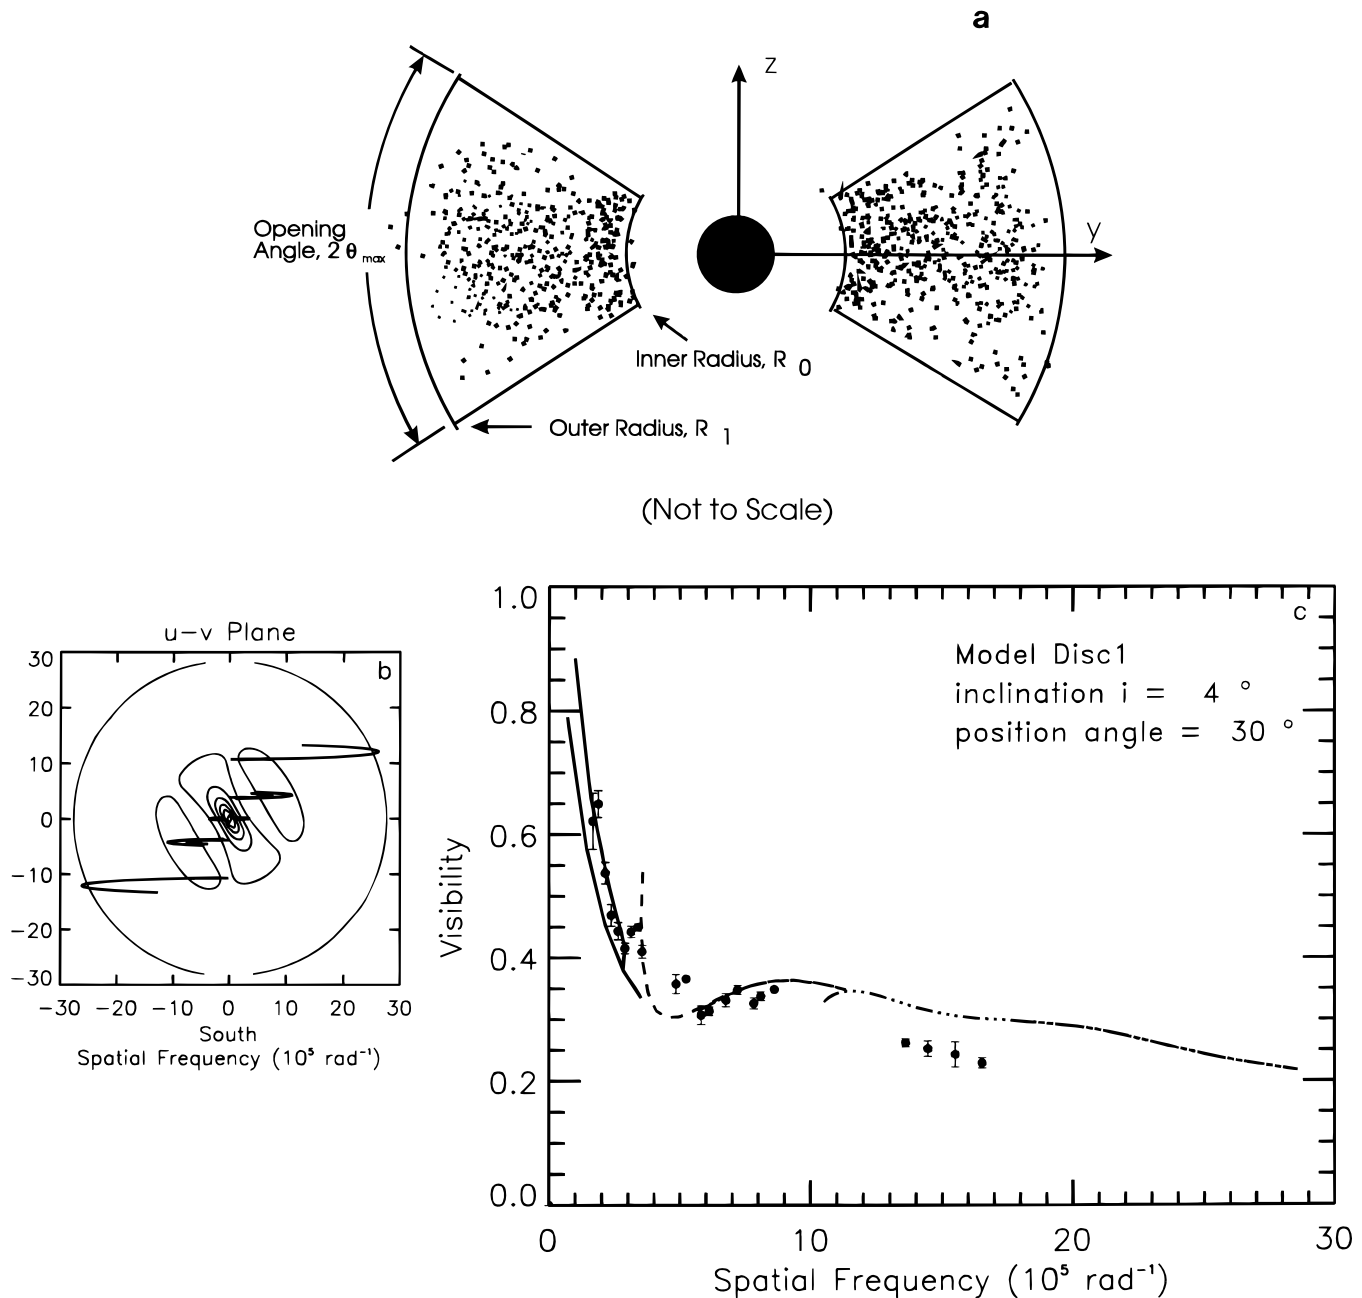 a
z
y
Opening
Angle, 2 θmax
Inner Radius, R 0
Outer Radius, R 1
(Not to Scale)
u-v Plane
b
30
20
10
0
-10
-20
-30
-30 -20 -10 0 10 20 30
South
Spatial Frequency (10⁵ rad⁻¹)
c
Model Disc1
inclination i = 4 °
position angle = 30 °
Visibility
1.0
0.8
0.6
0.4
0.2
0.0
0 10 20 30
Spatial Frequency (10⁵ rad⁻¹)